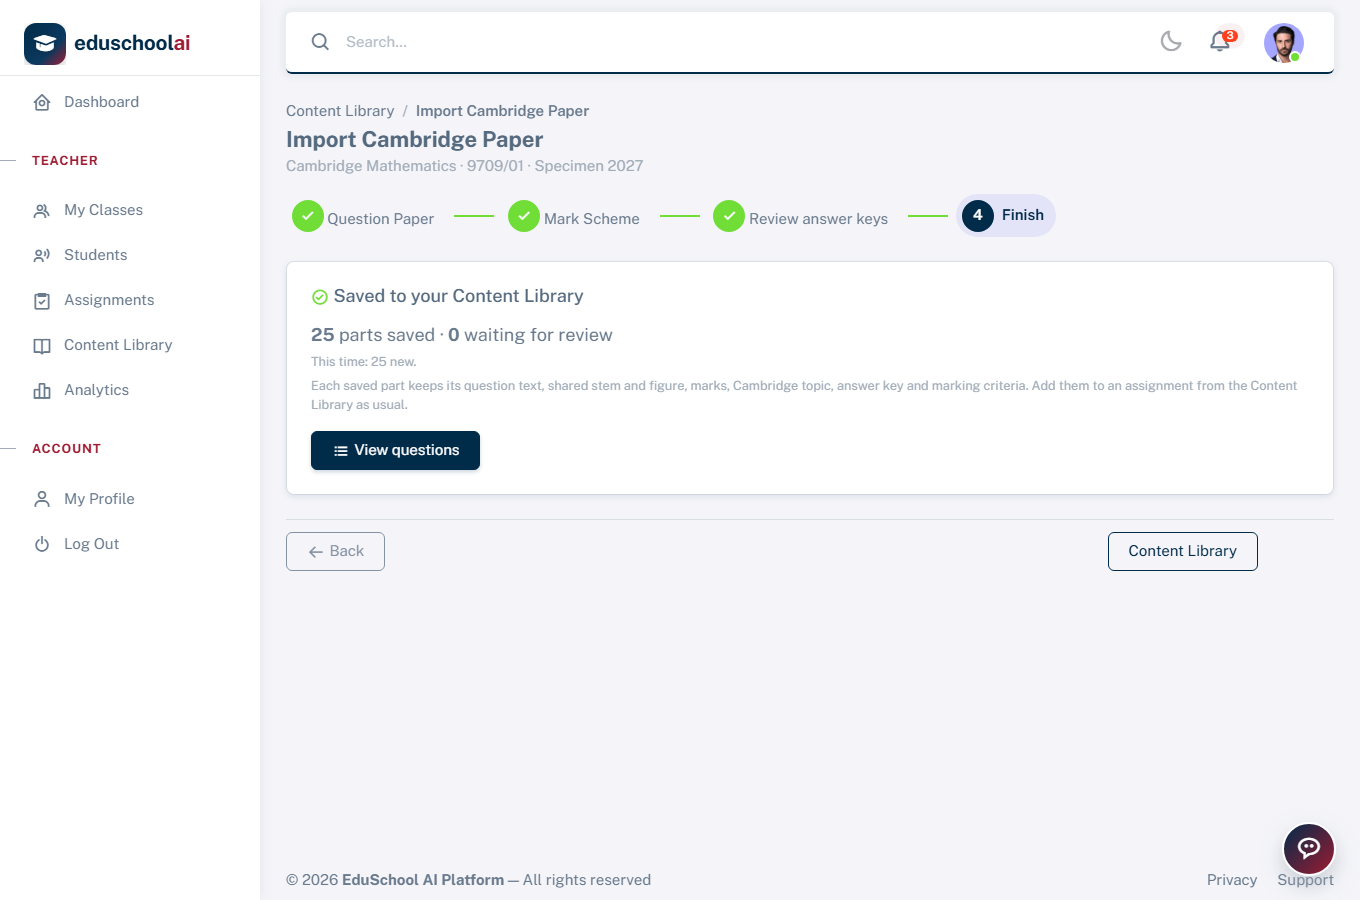 eduschoolai
Search...
3
Dashboard
TEACHER
My Classes
Students
Assignments
Content Library
Analytics
ACCOUNT
My Profile
Log Out
Content Library / Import Cambridge Paper
Import Cambridge Paper
Cambridge Mathematics · 9709/01 · Specimen 2027
Question Paper
Mark Scheme
Review answer keys
4 Finish
Saved to your Content Library
25 parts saved · 0 waiting for review
This time: 25 new.
Each saved part keeps its question text, shared stem and figure, marks, Cambridge topic, answer key and marking criteria. Add them to an assignment from the Content
Library as usual.
View questions
Back
Content Library
© 2026 EduSchool AI Platform — All rights reserved
Privacy
Support